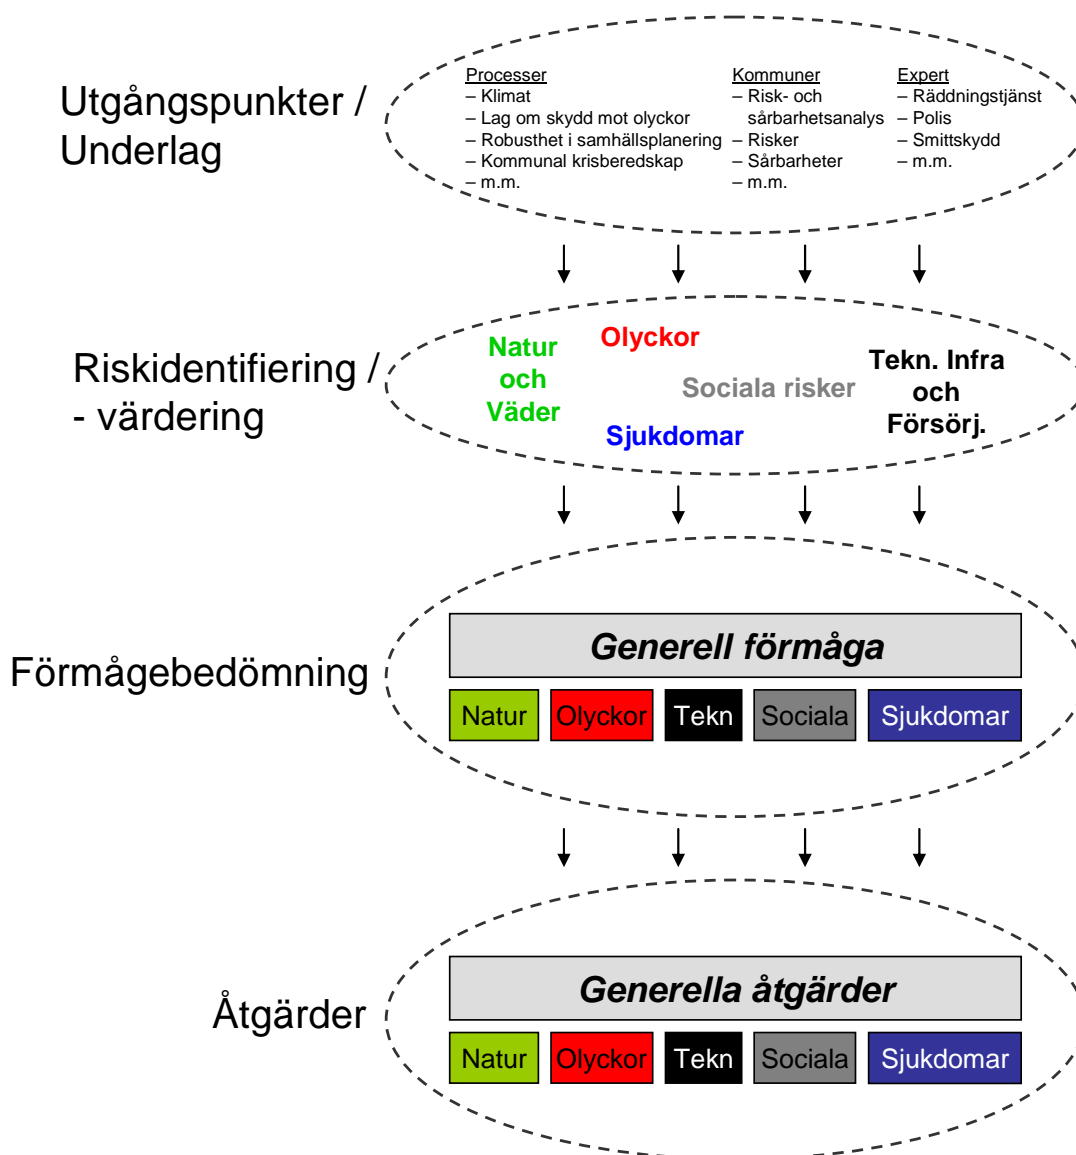 Utgångspunkter /
Underlag
Processer
– Klimat
– Lag om skydd mot olyckor
– Robusthet i samhällsplanering
– Kommunal krisberedskap
– m.m.
Kommuner
– Risk- och
sårbarhetsanalys
– Risker
– Sårbarheter
– m.m.
Expert
– Räddningstjänst
– Polis
– Smittskydd
– m.m.
Riskidentifiering /
- värdering
Natur
och
Väder
Olyckor
Sociala risker
Sjukdomar
Tekn. Infra
och
Försörj.
Förmågebedömning
Generell förmåga
Natur
Olyckor
Tekn
Sociala
Sjukdomar
Åtgärder
Generella åtgärder
Natur
Olyckor
Tekn
Sociala
Sjukdomar